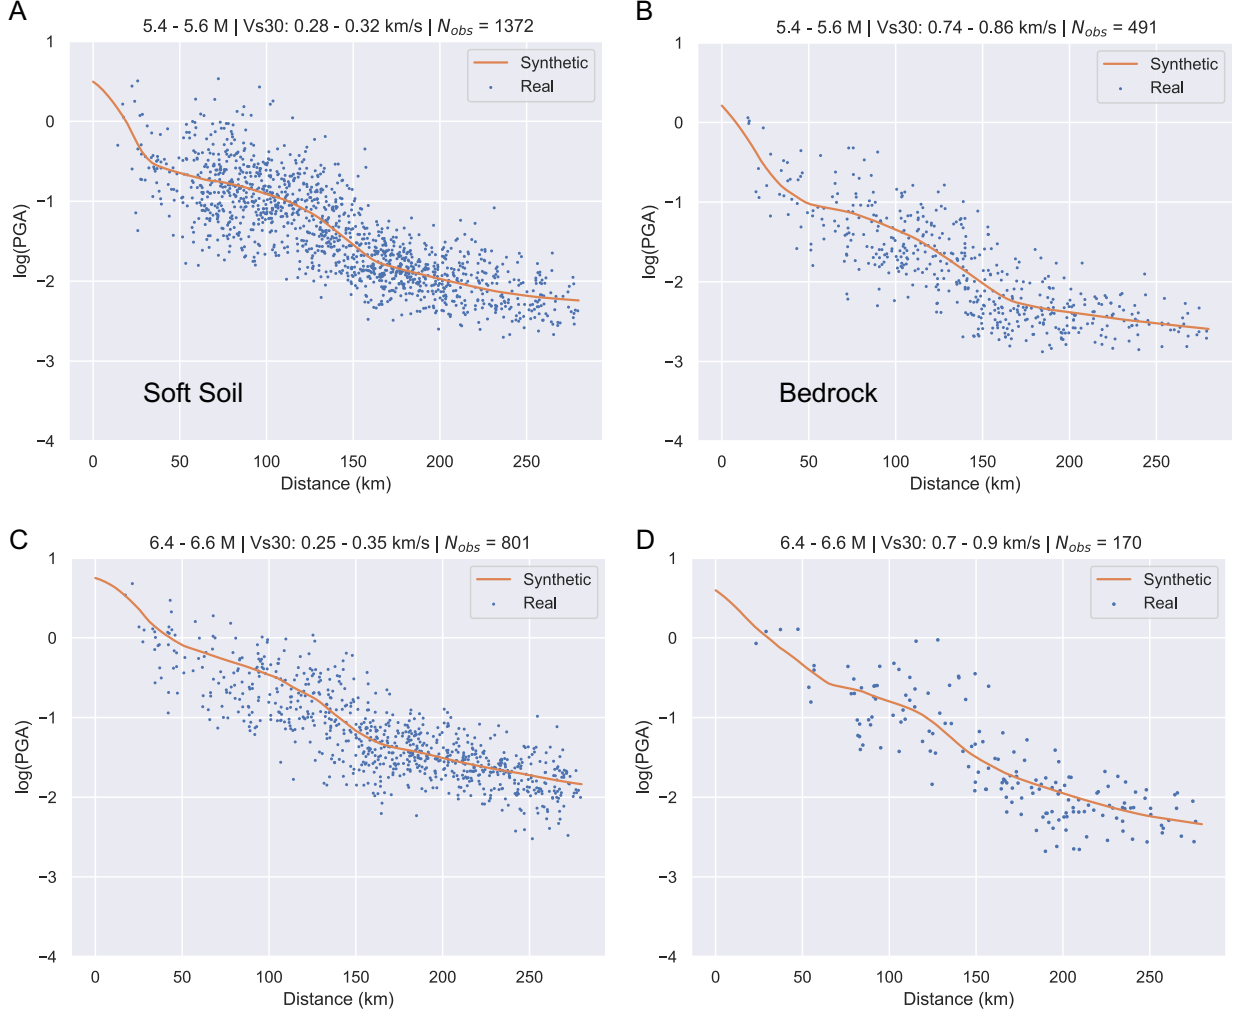 A
5.4 - 5.6 M | Vs30: 0.28 - 0.32 km/s | N_obs = 1372
Synthetic
Real
1
0
−1
−2
−3
−4
log(PGA)
Soft Soil
0 50 100 150 200 250
Distance (km)
B
5.4 - 5.6 M | Vs30: 0.74 - 0.86 km/s | N_obs = 491
Synthetic
Real
1
0
−1
−2
−3
−4
log(PGA)
Bedrock
0 50 100 150 200 250
Distance (km)
C
6.4 - 6.6 M | Vs30: 0.25 - 0.35 km/s | N_obs = 801
Synthetic
Real
1
0
−1
−2
−3
−4
log(PGA)
0 50 100 150 200 250
Distance (km)
D
6.4 - 6.6 M | Vs30: 0.7 - 0.9 km/s | N_obs = 170
Synthetic
Real
1
0
−1
−2
−3
−4
log(PGA)
0 50 100 150 200 250
Distance (km)